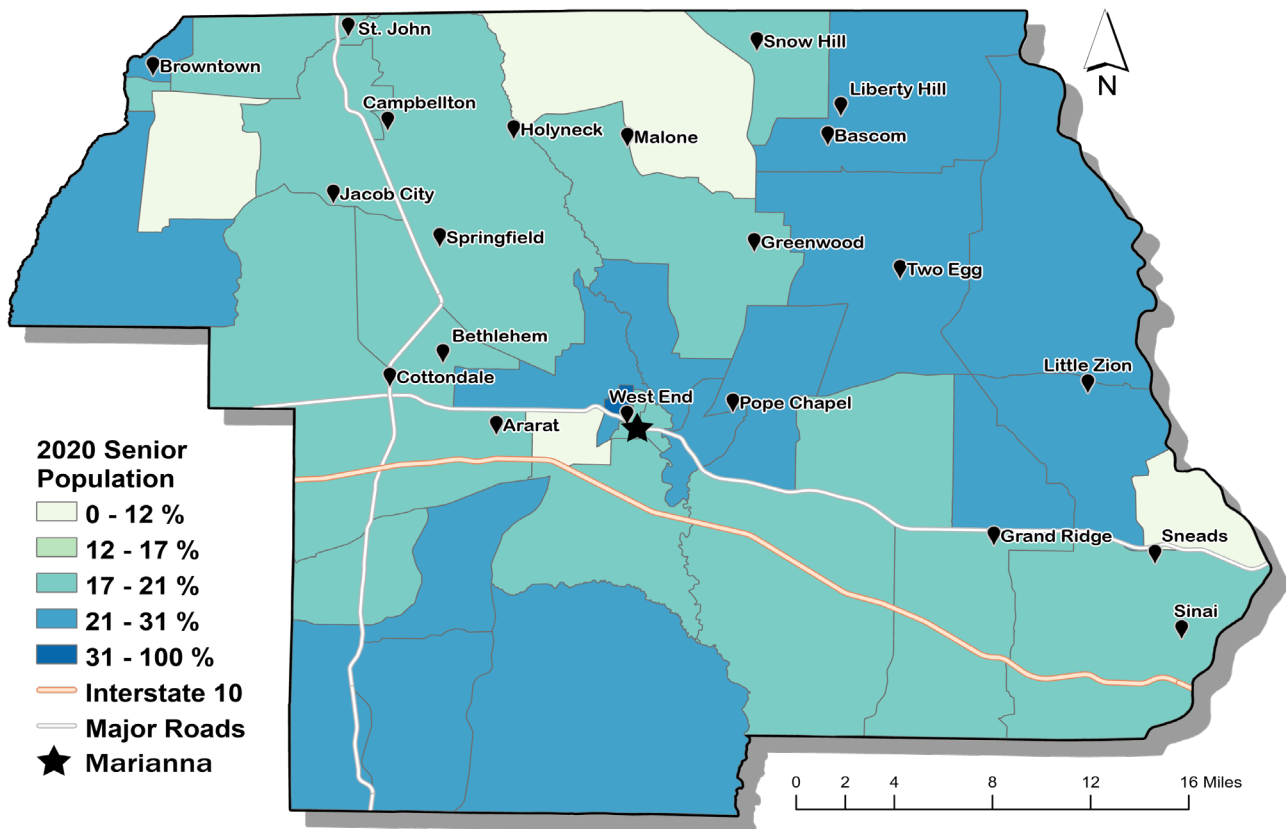 St. John
Snow Hill
Browntown
Liberty Hill
N
Campbellton
Holyneck
Malone
Bascom
Jacob City
Springfield
Greenwood
Two Egg
Bethlehem
Little Zion
Cottondale
West End
Pope Chapel
Ararat
2020 Senior
Population
0 - 12 %
12 - 17 %
17 - 21 %
21 - 31 %
31 - 100 %
Interstate 10
Major Roads
Marianna
Grand Ridge
Sneads
Sinai
0 2 4 8 12 16 Miles